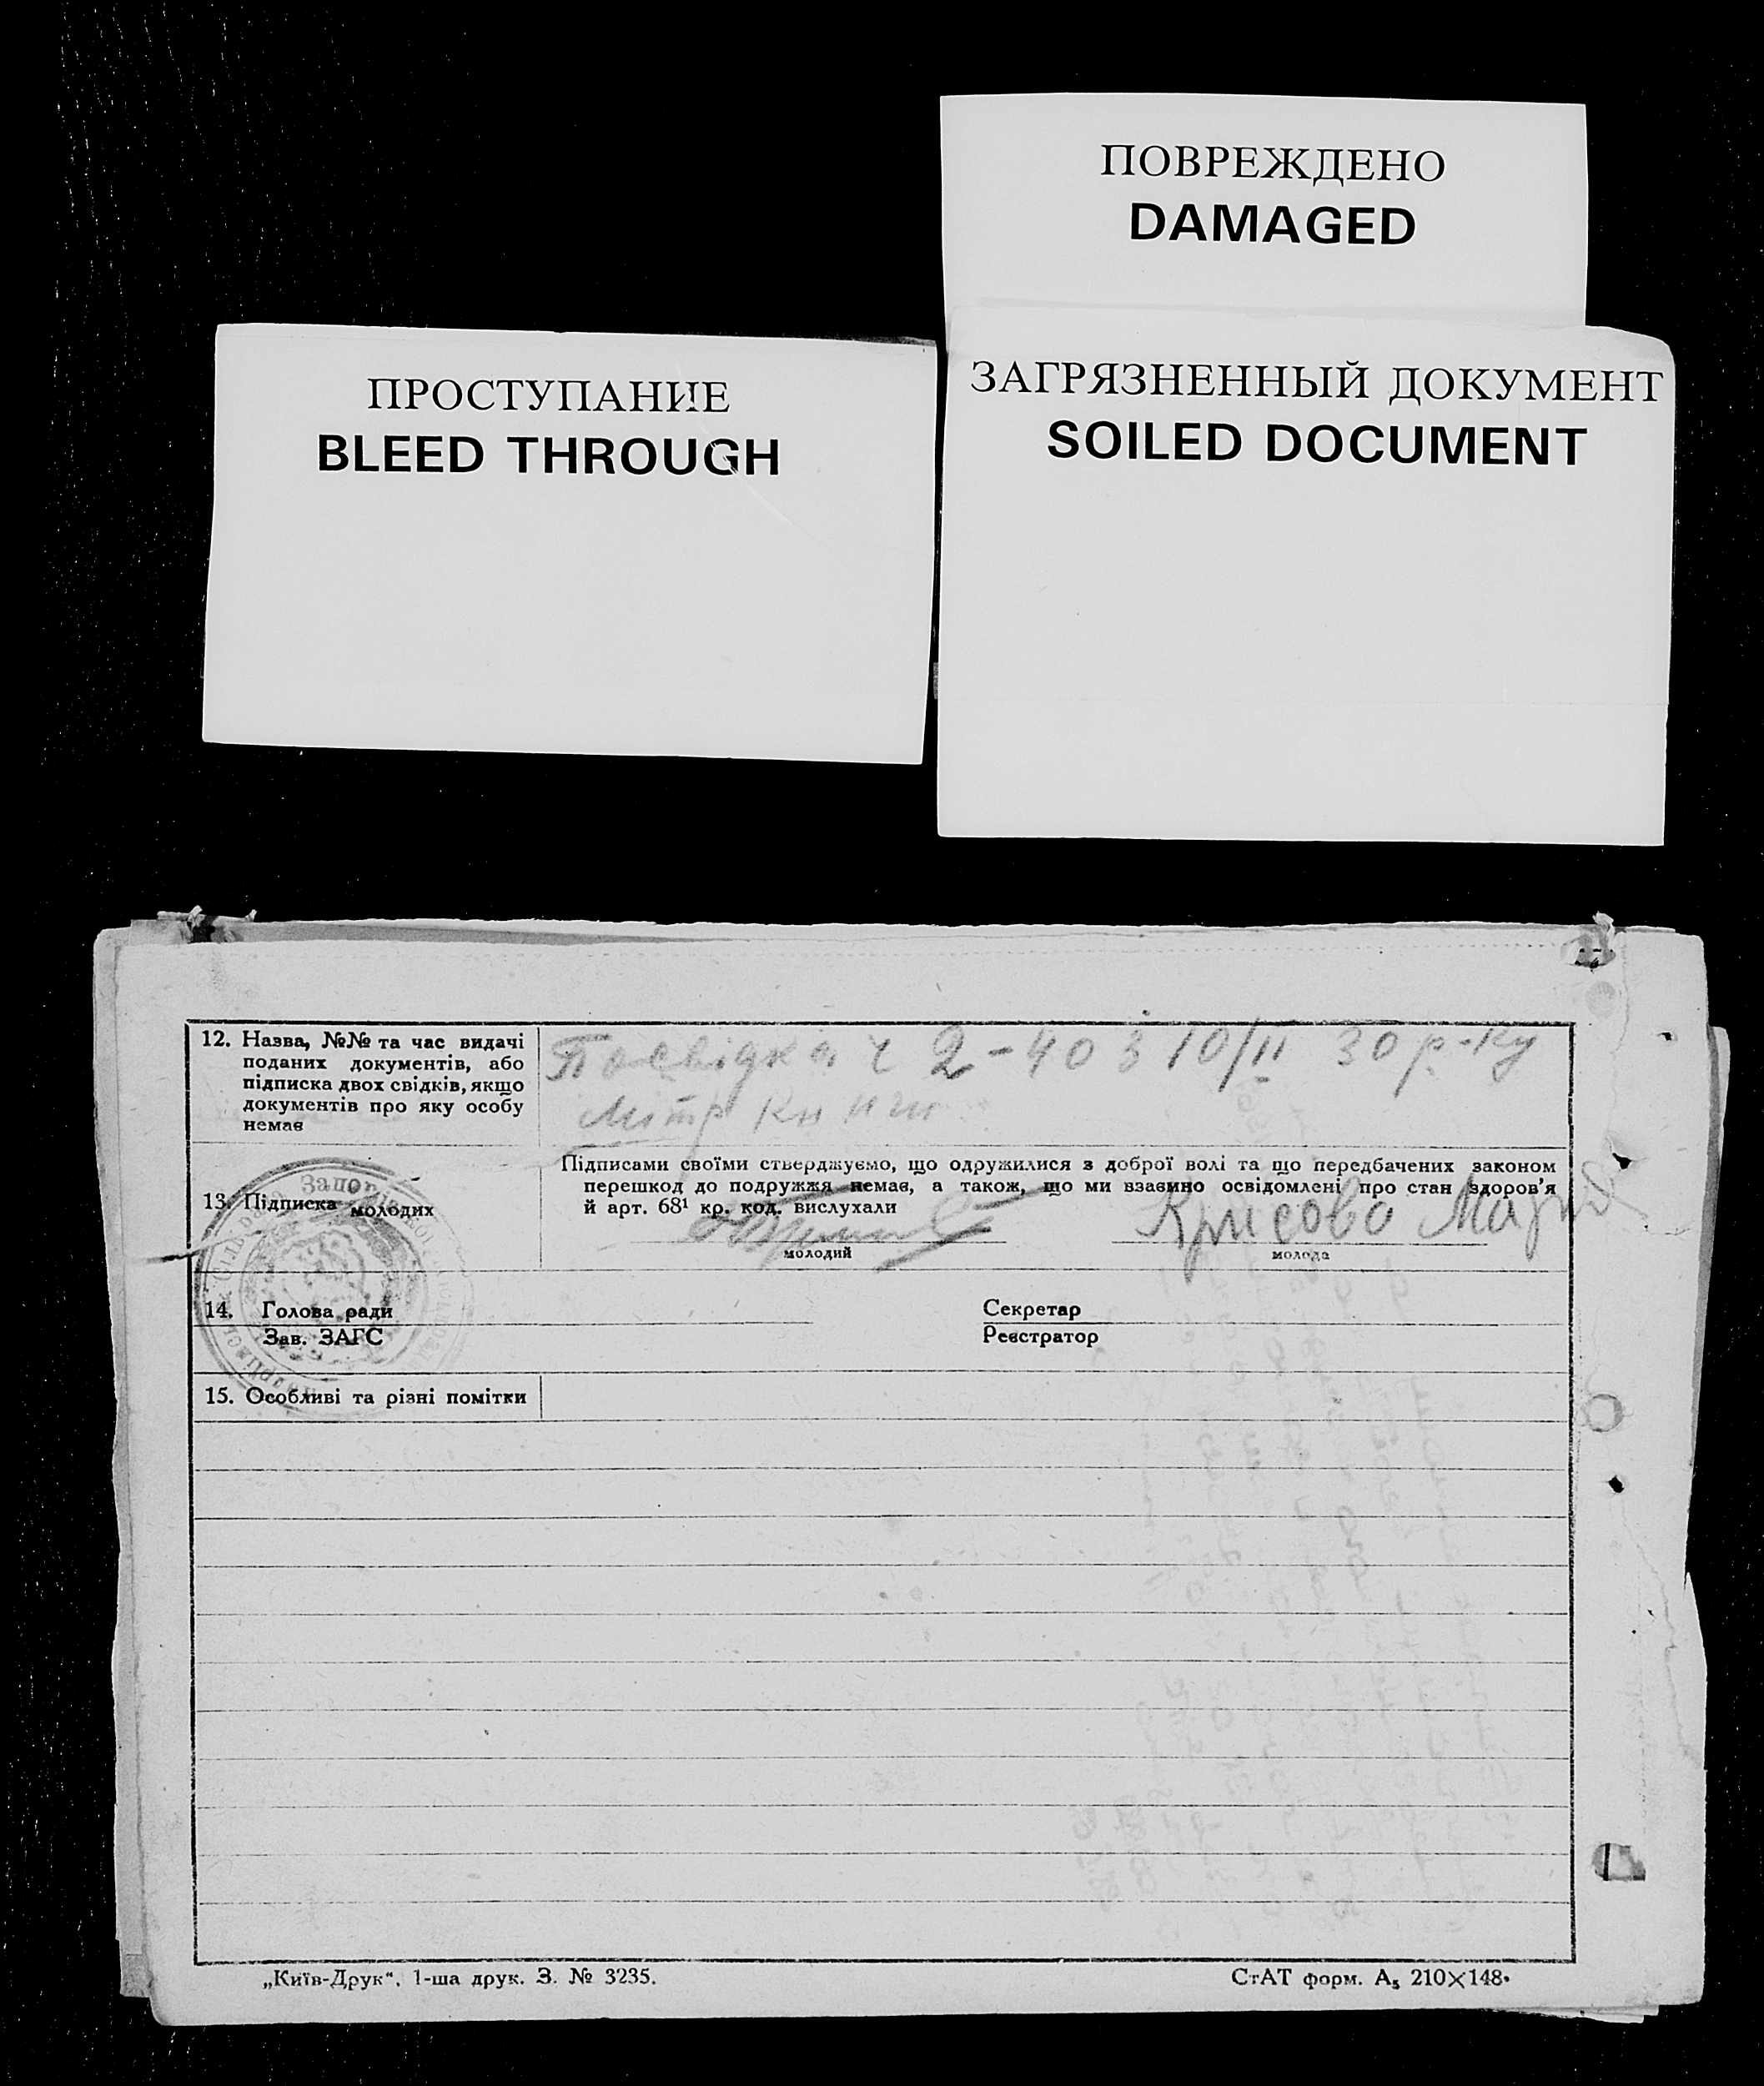 ПОВРЕЖДЕНО
DAMAGED
ПРОСТУПАНИЕ
BLEED THROUGH
ЗАГРЯЗНЕННЫЙ ДОКУМЕНТ
SOILED DOCUMENT
12. Назва, №№ та час видачі
поданих документів, або
підписка двох свідків, якщо
документів про яку особу
немає
Посвідка ч 2-40 3 10/II 30 р-ку
13. Підписка молодих
Підписами своїми стверджуємо, що одружилися з доброї волі та що передбачених законом
перешкод до подружжя немає, а також, що ми взаємно освідомлені про стан здоров'я
й арт. 68¹ кр. код. вислухали
молодий
Крисова
молода
14. Голова ради
Зав. ЗАГС
Секретар
Реєстратор
15. Особливі та різні помітки
„Київ-Друк“. 1-ша друк. З. № 3235.
СтАТ форм. А₅ 210×148.